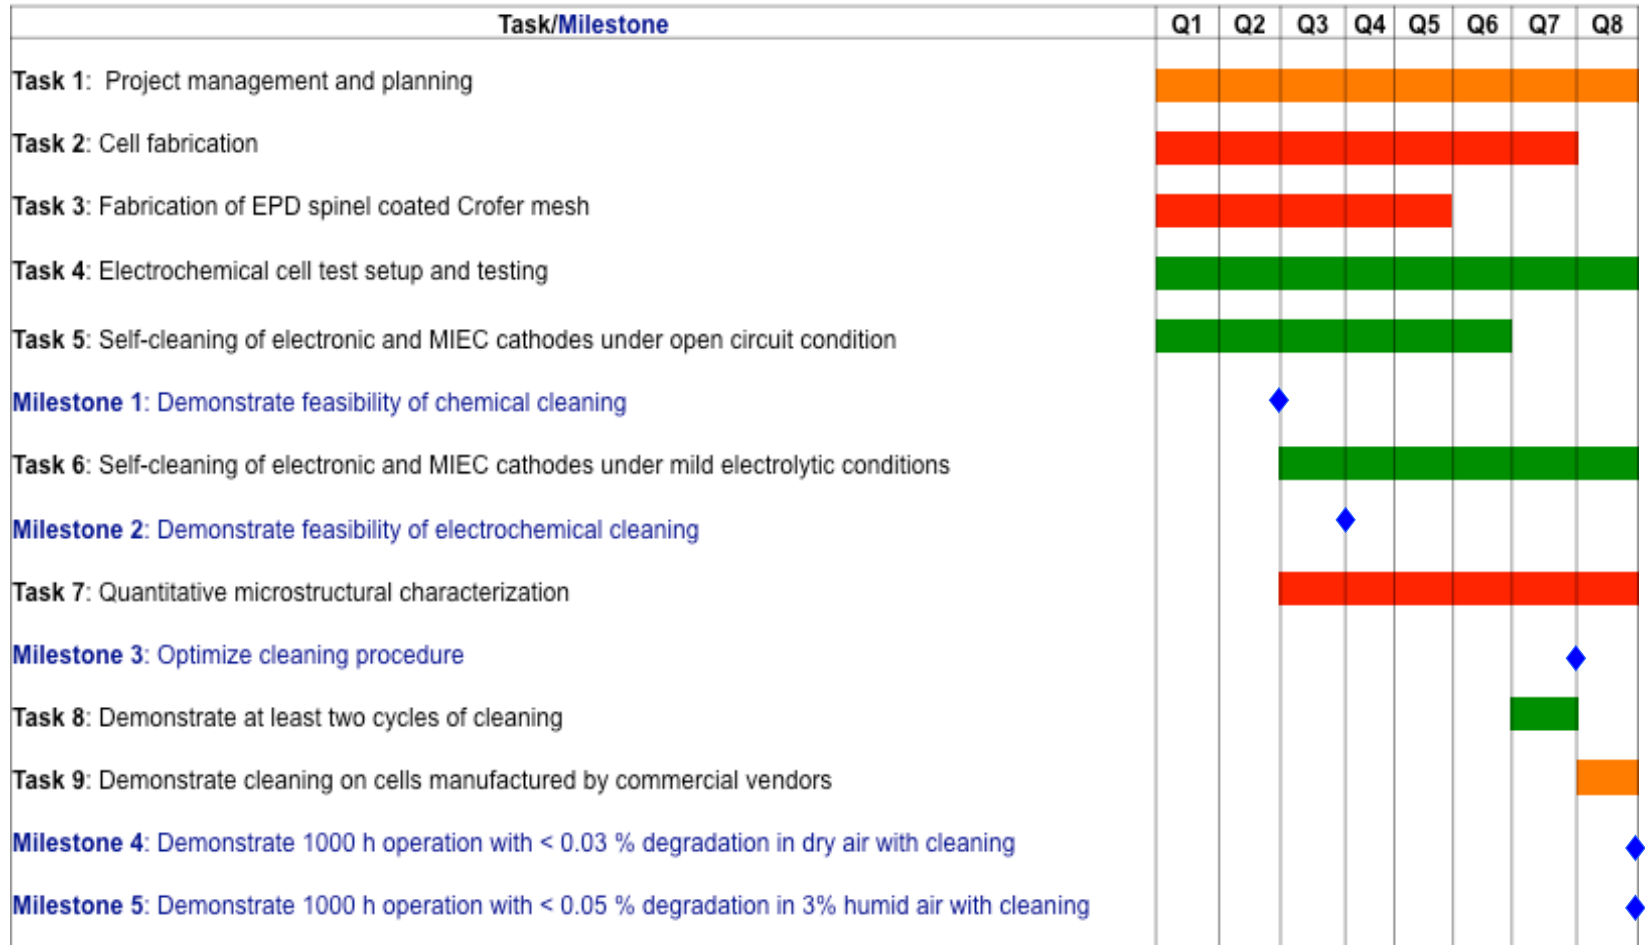 Task/Milestone Q1 Q2 Q3 Q4 Q5 Q6 Q7 Q8
Task 1: Project management and planning
Task 2: Cell fabrication
Task 3: Fabrication of EPD spinel coated Crofer mesh
Task 4: Electrochemical cell test setup and testing
Task 5: Self-cleaning of electronic and MIEC cathodes under open circuit condition
Milestone 1: Demonstrate feasibility of chemical cleaning
Task 6: Self-cleaning of electronic and MIEC cathodes under mild electrolytic conditions
Milestone 2: Demonstrate feasibility of electrochemical cleaning
Task 7: Quantitative microstructural characterization
Milestone 3: Optimize cleaning procedure
Task 8: Demonstrate at least two cycles of cleaning
Task 9: Demonstrate cleaning on cells manufactured by commercial vendors
Milestone 4: Demonstrate 1000 h operation with < 0.03 % degradation in dry air with cleaning
Milestone 5: Demonstrate 1000 h operation with < 0.05 % degradation in 3% humid air with cleaning